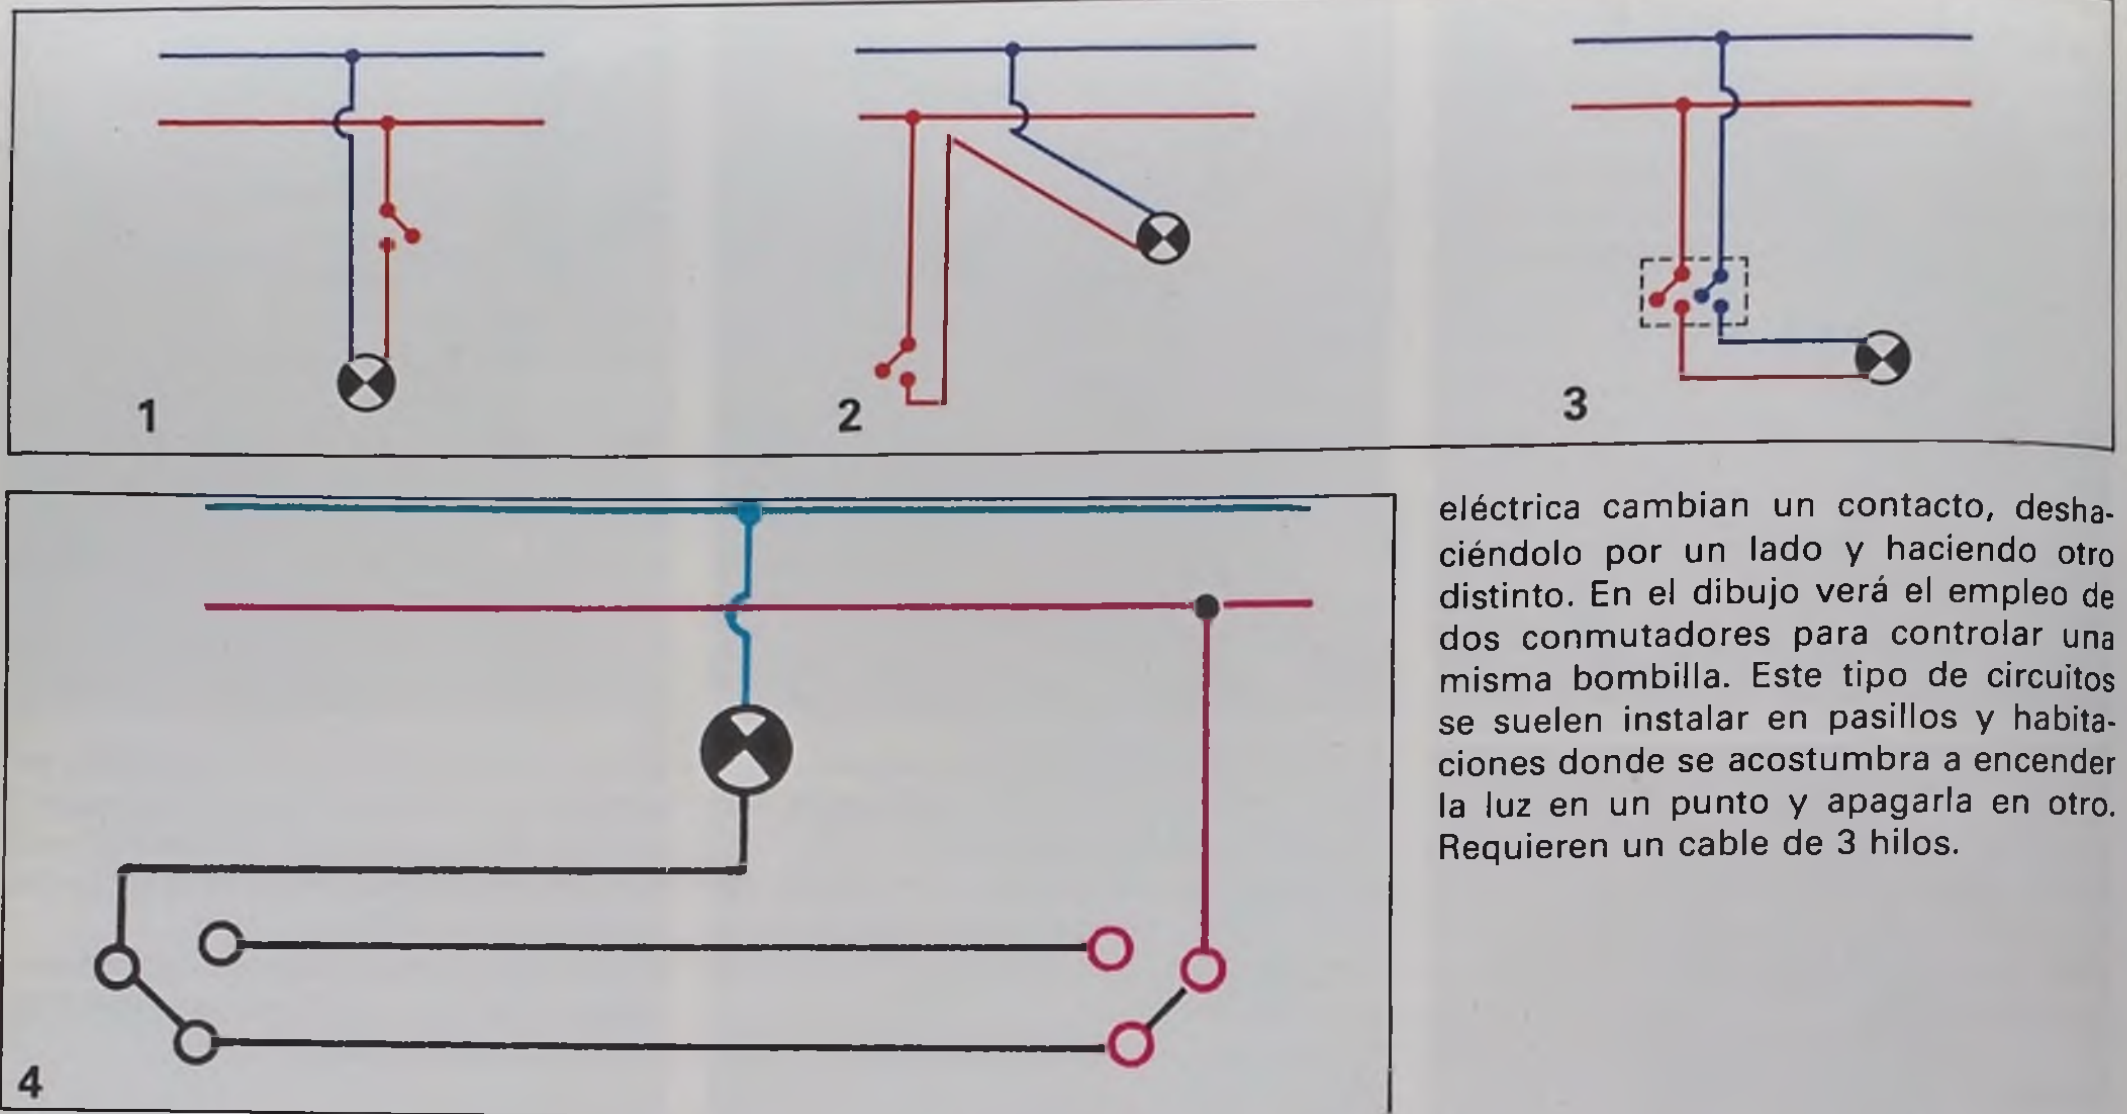 1
2
3
4
eléctrica cambian un contacto, desha-
ciéndolo por un lado y haciendo otro
distinto. En el dibujo verá el empleo de
dos conmutadores para controlar una
misma bombilla. Este tipo de circuitos
se suelen instalar en pasillos y habita-
ciones donde se acostumbra a encender
la luz en un punto y apagarla en otro.
Requieren un cable de 3 hilos.